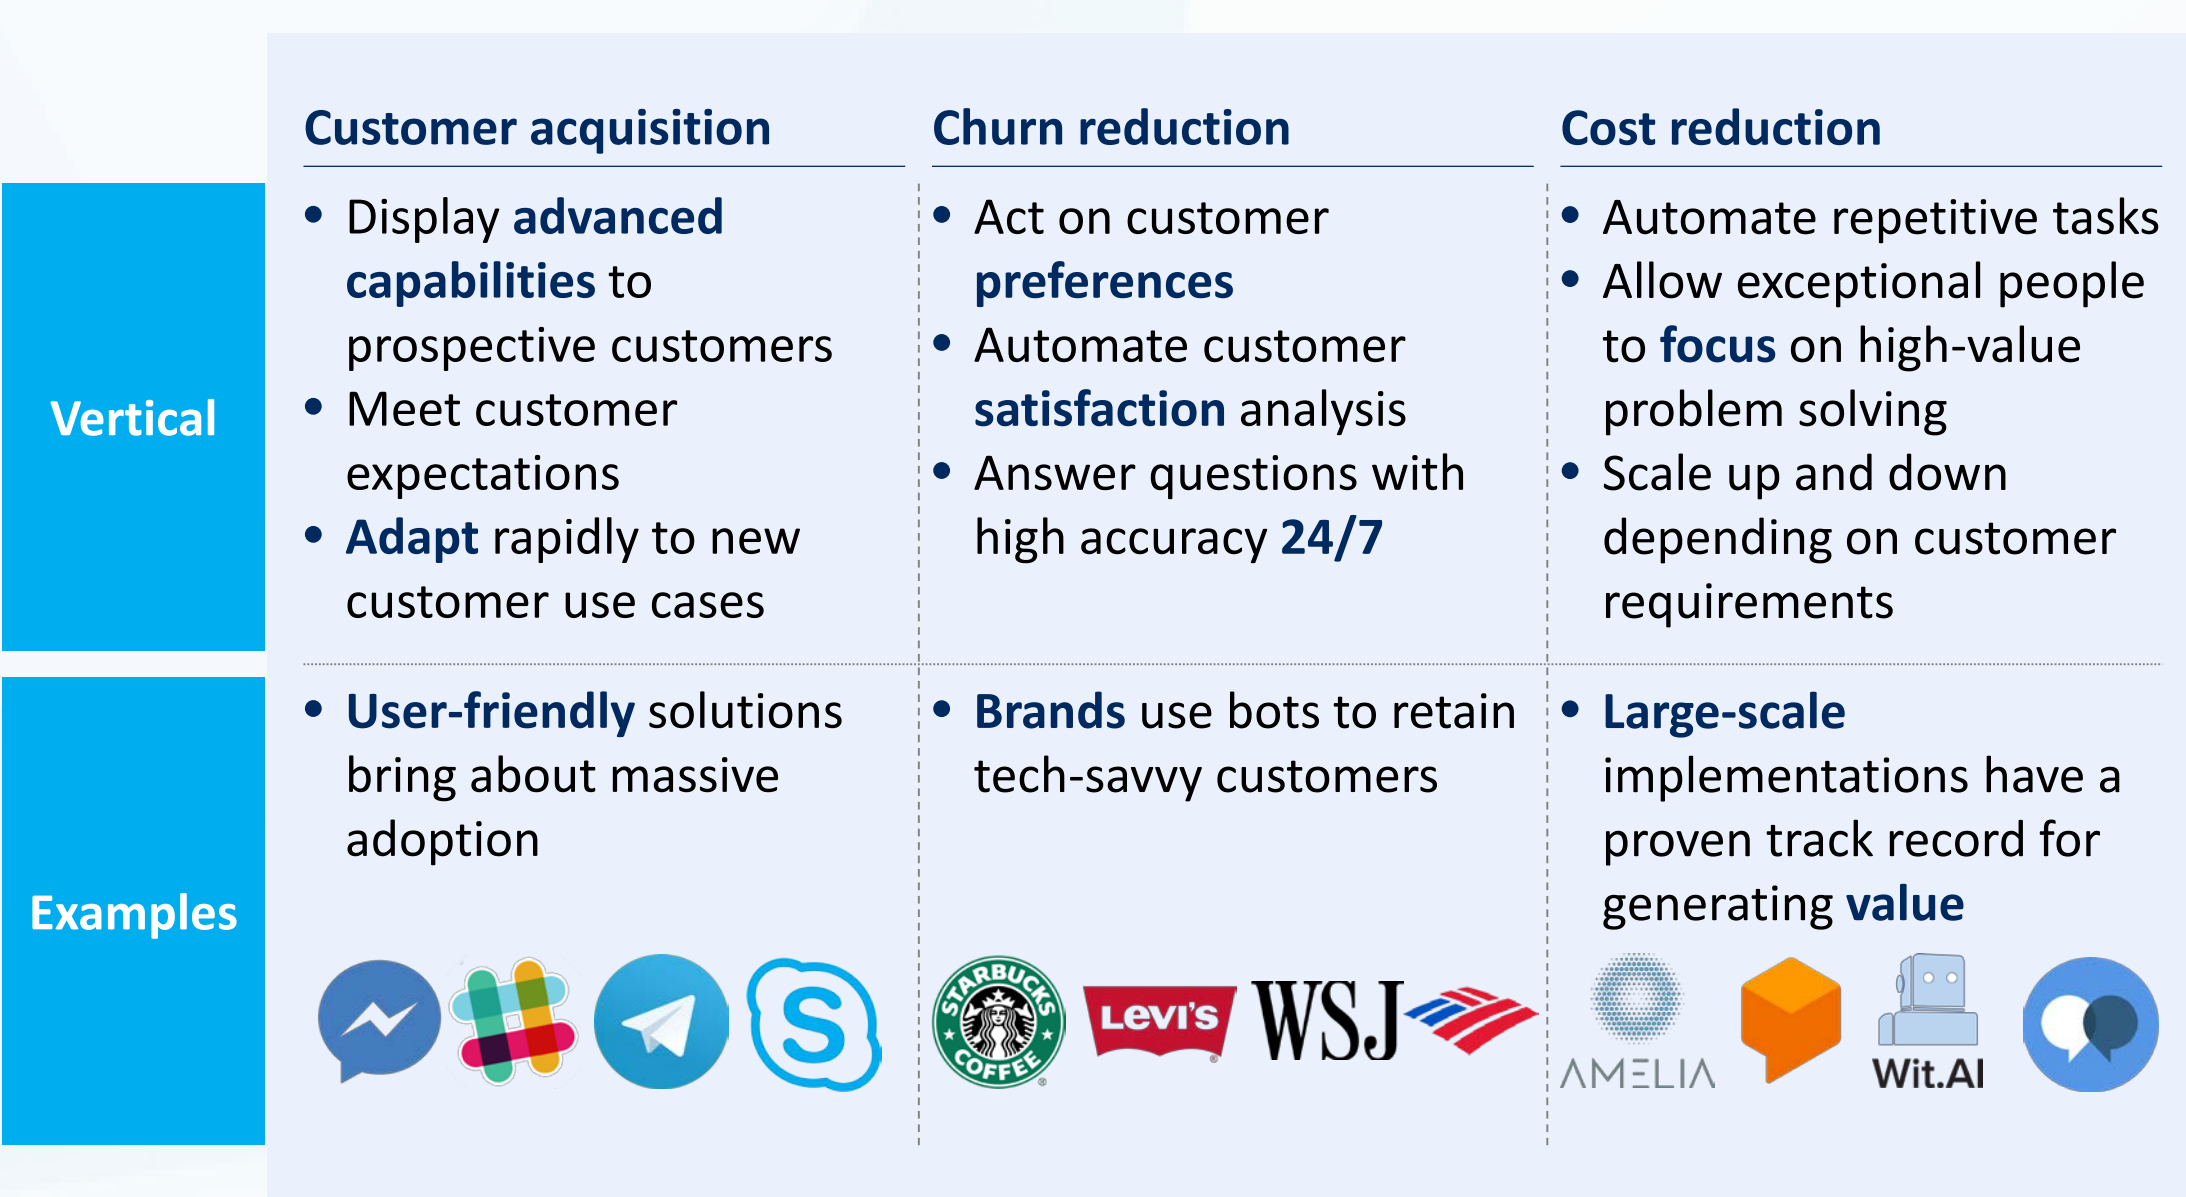 Customer acquisition
Churn reduction
Cost reduction
Vertical
• Display advanced
capabilities to
prospective customers
• Meet customer
expectations
• Adapt rapidly to new
customer use cases
• Act on customer
preferences
• Automate customer
satisfaction analysis
• Answer questions with
high accuracy 24/7
• Automate repetitive tasks
• Allow exceptional people
to focus on high-value
problem solving
• Scale up and down
depending on customer
requirements
Examples
• User-friendly solutions
bring about massive
adoption
S
• Brands use bots to retain
tech-savvy customers
STARBUCKS
COFFEE
®
LEVI'S
®
WSJ
• Large-scale
implementations have a
proven track record for
generating value
AMELIA
Wit.AI